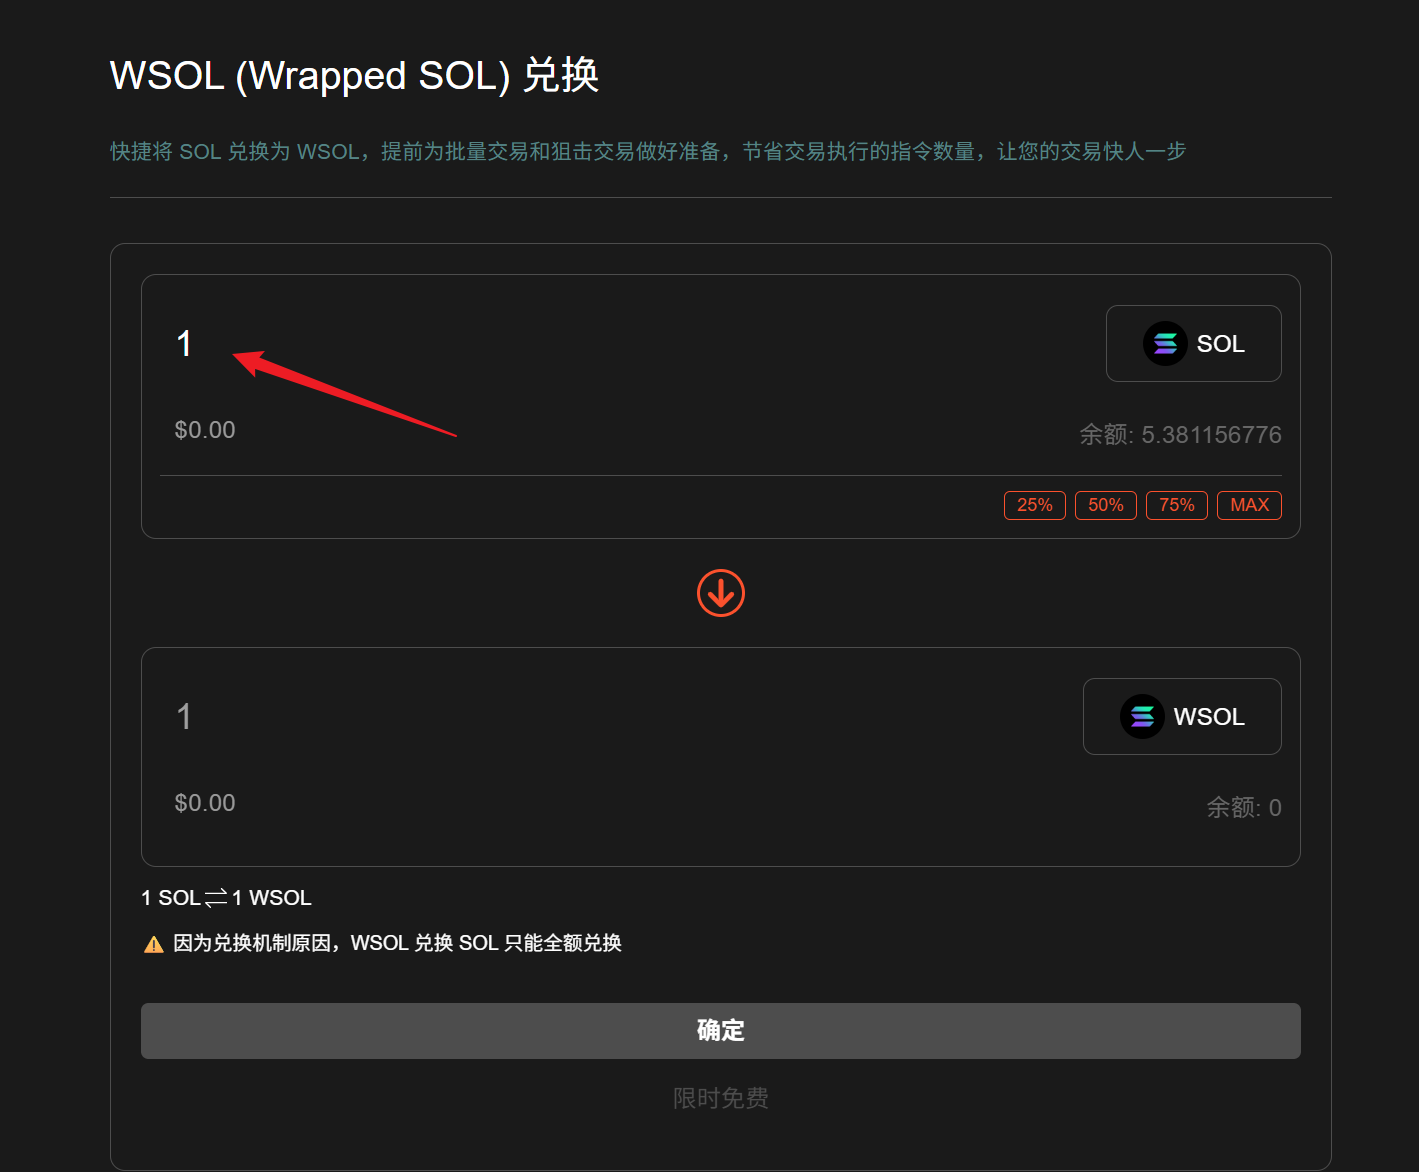 WSOL (Wrapped SOL) 兑换
快捷将 SOL 兑换为 WSOL，提前为批量交易和狙击交易做好准备，节省交易执行的指令数量，让您的交易快人一步
1
SOL
$0.00
余额: 5.381156776
25% 50% 75% MAX
1
WSOL
$0.00
余额: 0
1 SOL⇌1 WSOL
因为兑换机制原因，WSOL 兑换 SOL 只能全额兑换
确定
限时免费